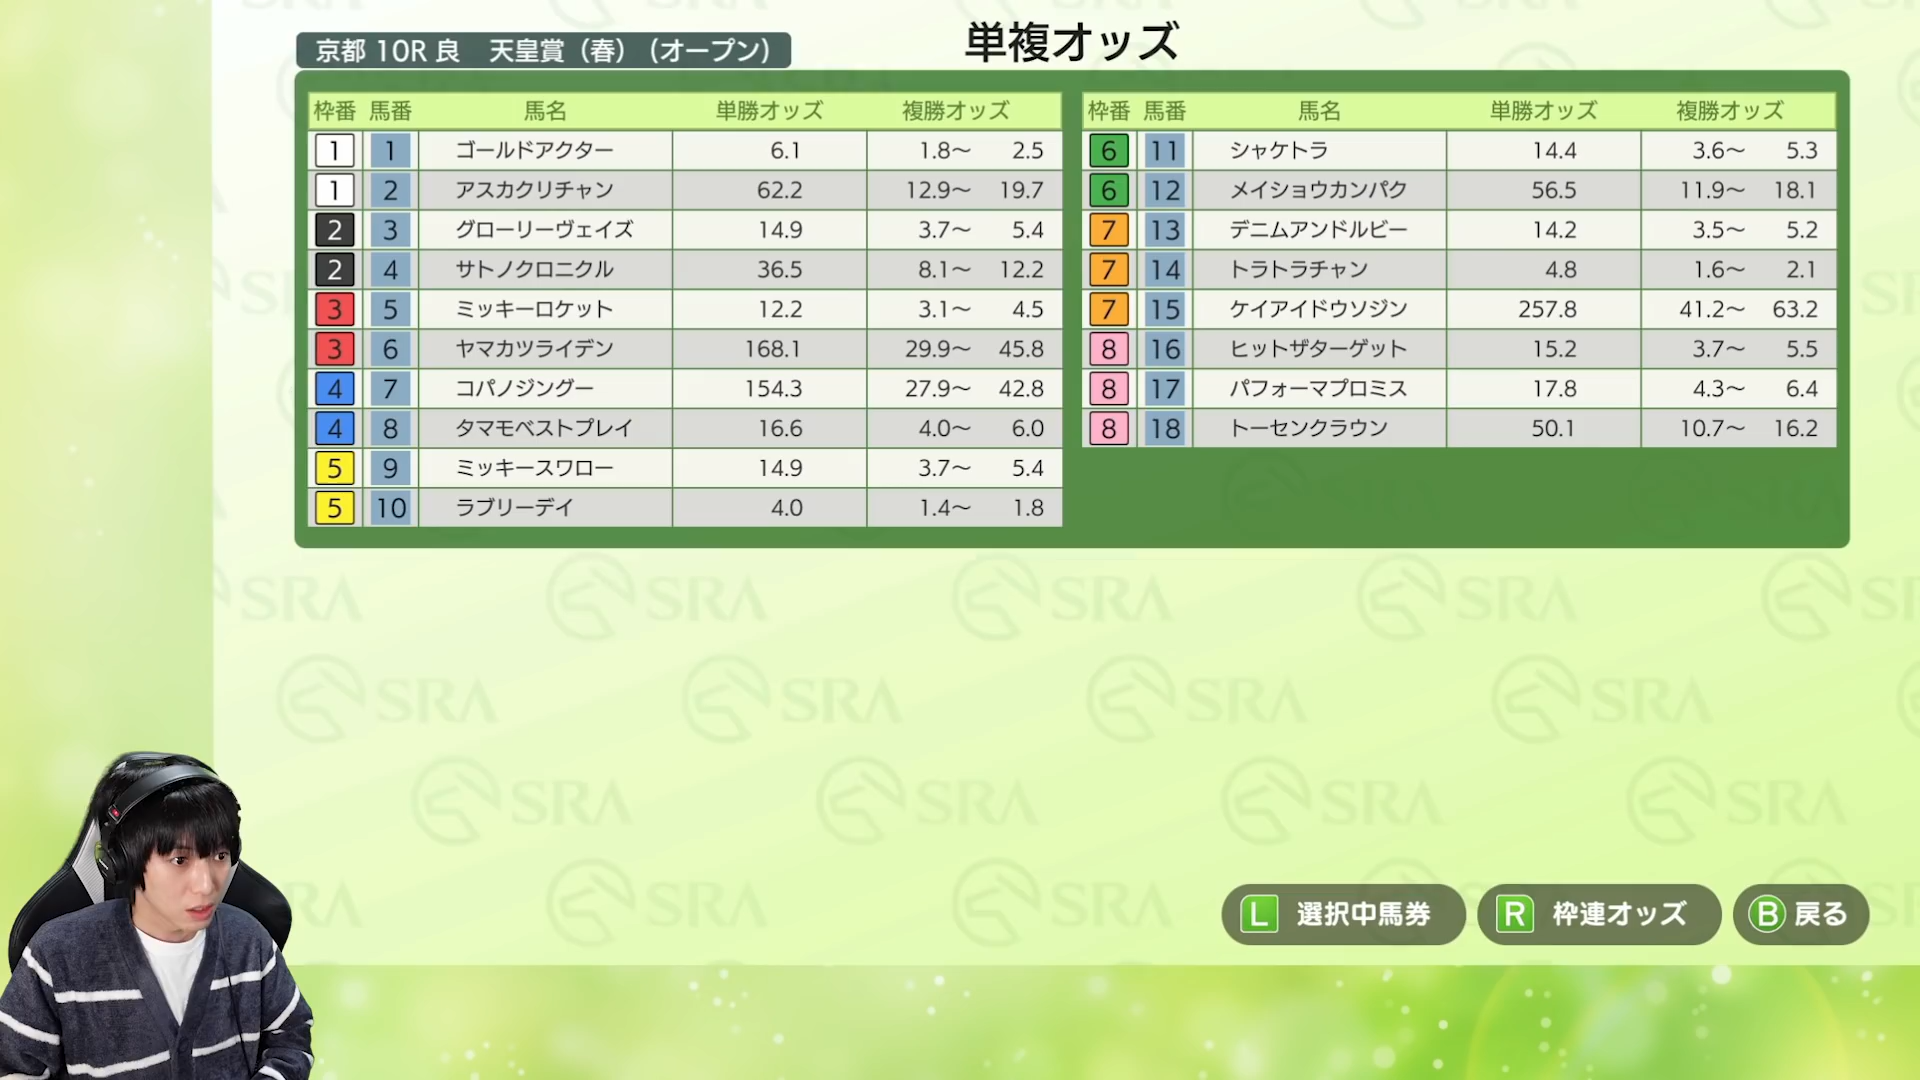 京都 10R 良 天皇賞（春）（オープン）
単複オッズ
枠番 馬番 馬名 単勝オッズ 複勝オッズ
1 1 ゴールドアクター 6.1 1.8～ 2.5
1 2 アスカクリチャン 62.2 12.9～ 19.7
2 3 グローリーヴェイズ 14.9 3.7～ 5.4
2 4 サトノクロニクル 36.5 8.1～ 12.2
3 5 ミッキーロケット 12.2 3.1～ 4.5
3 6 ヤマカツライデン 168.1 29.9～ 45.8
4 7 コパノジングー 154.3 27.9～ 42.8
4 8 タマモベストプレイ 16.6 4.0～ 6.0
5 9 ミッキースワロー 14.9 3.7～ 5.4
5 10 ラブリーデイ 4.0 1.4～ 1.8
枠番 馬番 馬名 単勝オッズ 複勝オッズ
6 11 シャケトラ 14.4 3.6～ 5.3
6 12 メイショウカンパク 56.5 11.9～ 18.1
7 13 デニムアンドルビー 14.2 3.5～ 5.2
7 14 トラトラチャン 4.8 1.6～ 2.1
7 15 ケイアイドウソジン 257.8 41.2～ 63.2
8 16 ヒットザターゲット 15.2 3.7～ 5.5
8 17 パフォーマプロミス 17.8 4.3～ 6.4
8 18 トーセンクラウン 50.1 10.7～ 16.2
SRA SRA SRA SRA SRA
SRA SRA SRA SRA
SRA SRA SRA SRA
SRA SRA SRA
L 選択中馬券 R 枠連オッズ B 戻る